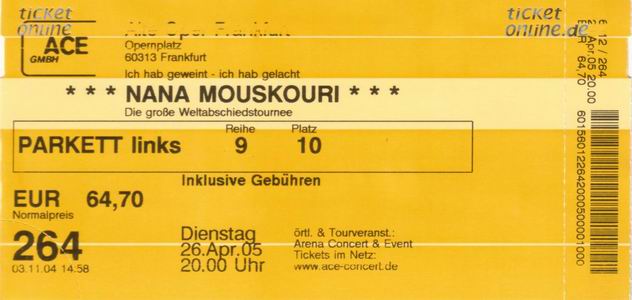 ticket
online
ticket
online.de
ACE
GMBH
Alte Oper Frankfurt
Opernplatz
60313 Frankfurt
Ich hab geweint - ich hab gelacht
* * * NANA MOUSKOURI * * *
Die große Weltabschiedstournee
Reihe Platz
PARKETT links 9 10
Inklusive Gebühren
EUR 64,70
Normalpreis
264
03.11.04 14:58
Dienstag
26.Apr.05
20.00 Uhr
örtl. & Tourveranst.:
Arena Concert & Event
Tickets im Netz:
www.ace-concert.de
6 12 / 264
Apr.05 20.00
EUR 64,70
6015601226420005000001000